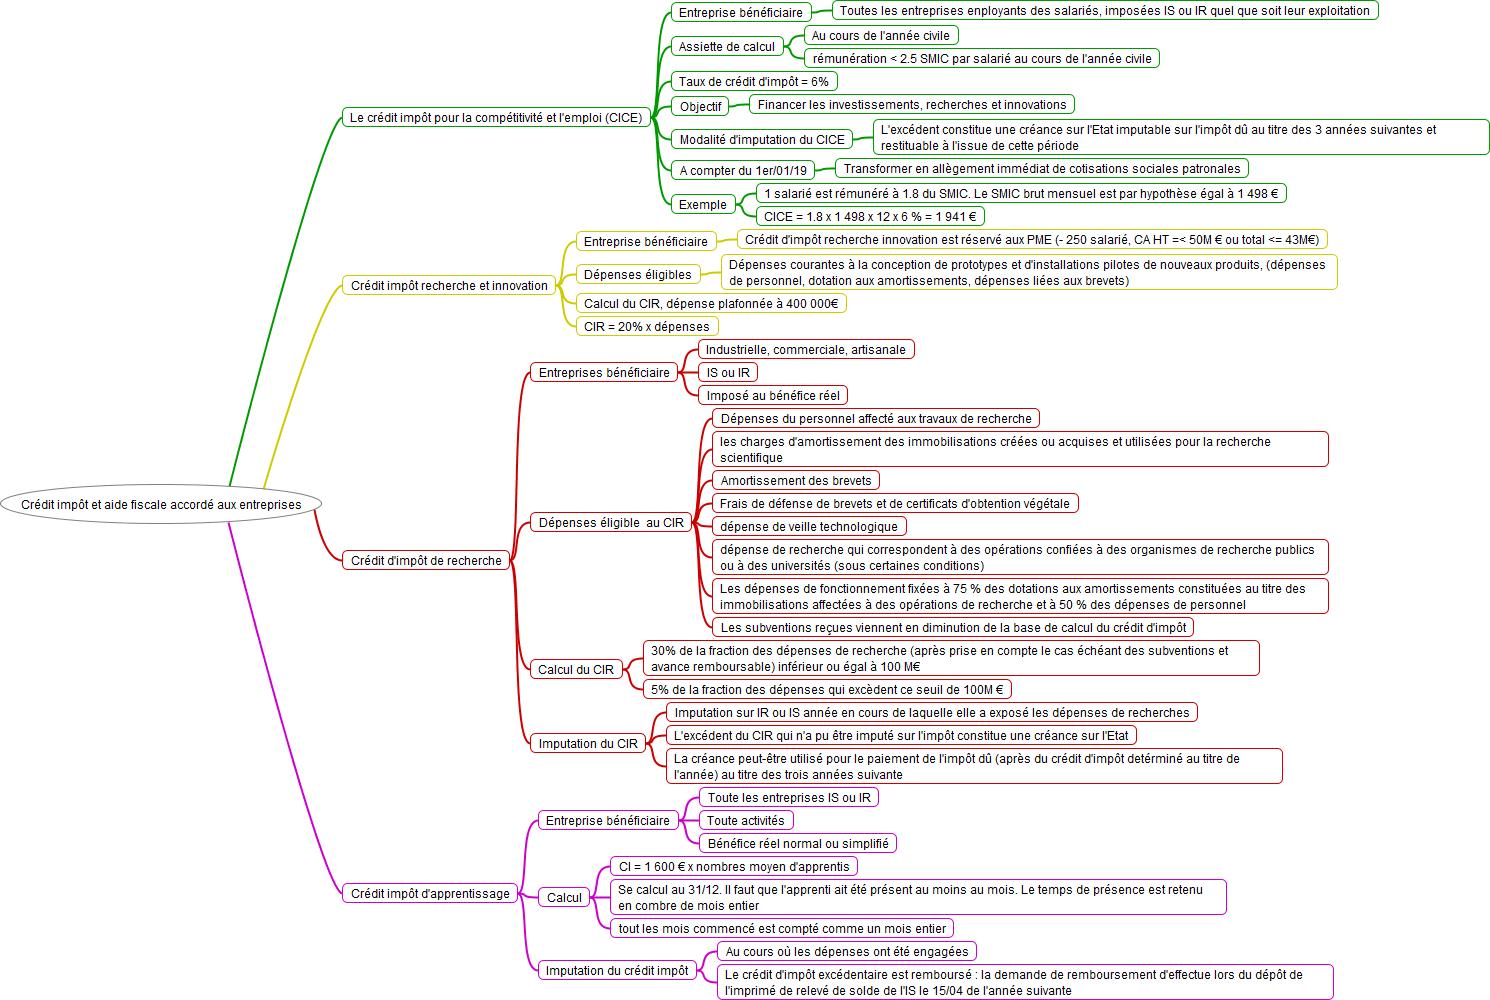 Crédit impôt et aide fiscale accordé aux entreprises
Le crédit impôt pour la compétitivité et l'emploi (CICE)
Entreprise bénéficiaire
Toutes les entreprises enployants des salariés, imposées IS ou IR quel que soit leur exploitation
Assiette de calcul
Au cours de l'année civile
rémunération < 2.5 SMIC par salarié au cours de l'année civile
Taux de crédit d'impôt = 6%
Objectif
Financer les investissements, recherches et innovations
Modalité d'imputation du CICE
L'excédent constitue une créance sur l'Etat imputable sur l'impôt dû au titre des 3 années suivantes et
restituable à l'issue de cette période
A compter du 1er/01/19
Transformer en allègement immédiat de cotisations sociales patronales
Exemple
1 salarié est rémunéré à 1.8 du SMIC. Le SMIC brut mensuel est par hypothèse égal à 1 498 €
CICE = 1.8 x 1 498 x 12 x 6 % = 1 941 €
Crédit impôt recherche et innovation
Entreprise bénéficiaire
Crédit d'impôt recherche innovation est réservé aux PME (- 250 salarié, CA HT =< 50M € ou total <= 43M€)
Dépenses éligibles
Dépenses courantes à la conception de prototypes et d'installations pilotes de nouveaux produits, (dépenses
de personnel, dotation aux amortissements, dépenses liées aux brevets)
Calcul du CIR, dépense plafonnée à 400 000€
CIR = 20% x dépenses
Crédit d'impôt de recherche
Entreprises bénéficiaire
Industrielle, commerciale, artisanale
IS ou IR
Imposé au bénéfice réel
Dépenses éligible au CIR
Dépenses du personnel affecté aux travaux de recherche
les charges d'amortissement des immobilisations créées ou acquises et utilisées pour la recherche
scientifique
Amortissement des brevets
Frais de défense de brevets et de certificats d'obtention végétale
dépense de veille technologique
dépense de recherche qui correspondent à des opérations confiées à des organismes de recherche publics
ou à des universités (sous certaines conditions)
Les dépenses de fonctionnement fixées à 75 % des dotations aux amortissements constituées au titre des
immobilisations affectées à des opérations de recherche et à 50 % des dépenses de personnel
Les subventions reçues viennent en diminution de la base de calcul du crédit d'impôt
Calcul du CIR
30% de la fraction des dépenses de recherche (après prise en compte le cas échéant des subventions et
avance remboursable) inférieur ou égal à 100 M€
5% de la fraction des dépenses qui excèdent ce seuil de 100M €
Imputation du CIR
Imputation sur IR ou IS année en cours de laquelle elle a exposé les dépenses de recherches
L'excédent du CIR qui n'a pu être imputé sur l'impôt constitue une créance sur l'Etat
La créance peut-être utilisé pour le paiement de l'impôt dû (après du crédit d'impôt détérminé au titre de
l'année) au titre des trois années suivante
Crédit impôt d'apprentissage
Entreprise bénéficiaire
Toute les entreprises IS ou IR
Toute activités
Bénéfice réel normal ou simplifié
Calcul
CI = 1 600 € x nombres moyen d'apprentis
Se calcul au 31/12. Il faut que l'apprenti ait été présent au moins au mois. Le temps de présence est retenu
en combre de mois entier
tout les mois commencé est compté comme un mois entier
Imputation du crédit impôt
Au cours où les dépenses ont été engagées
Le crédit d'impôt excédentaire est remboursé : la demande de remboursement d'effectue lors du dépôt de
l'imprimé de relevé de solde de l'IS le 15/04 de l'année suivante